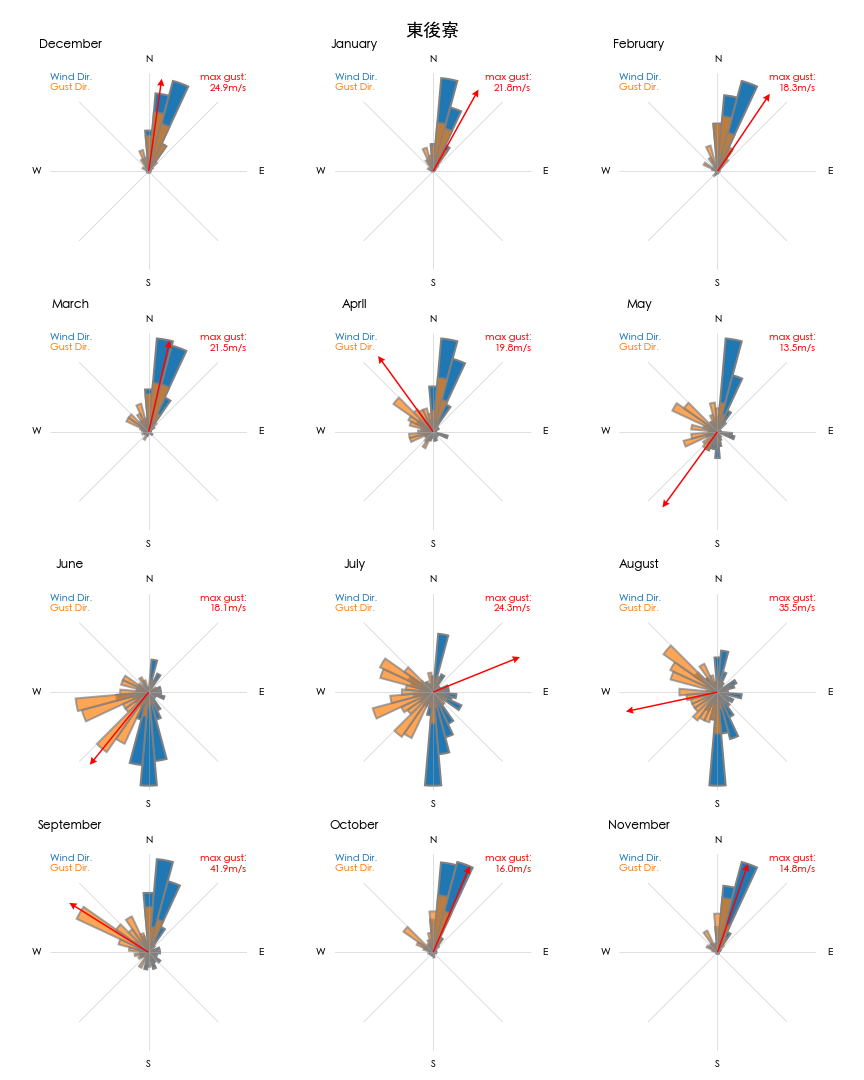 東後寮
December
N
Wind Dir.
Gust Dir.
max gust:
24.9m/s
W
E
S
January
N
Wind Dir.
Gust Dir.
max gust:
21.8m/s
W
E
S
February
N
Wind Dir.
Gust Dir.
max gust:
18.3m/s
W
E
S
March
N
Wind Dir.
Gust Dir.
max gust:
21.5m/s
W
E
S
April
N
Wind Dir.
Gust Dir.
max gust:
19.8m/s
W
E
S
May
N
Wind Dir.
Gust Dir.
max gust:
13.5m/s
W
E
S
June
N
Wind Dir.
Gust Dir.
max gust:
18.1m/s
W
E
S
July
N
Wind Dir.
Gust Dir.
max gust:
24.3m/s
W
E
S
August
N
Wind Dir.
Gust Dir.
max gust:
35.5m/s
W
E
S
September
N
Wind Dir.
Gust Dir.
max gust:
41.9m/s
W
E
S
October
N
Wind Dir.
Gust Dir.
max gust:
16.0m/s
W
E
S
November
N
Wind Dir.
Gust Dir.
max gust:
14.8m/s
W
E
S